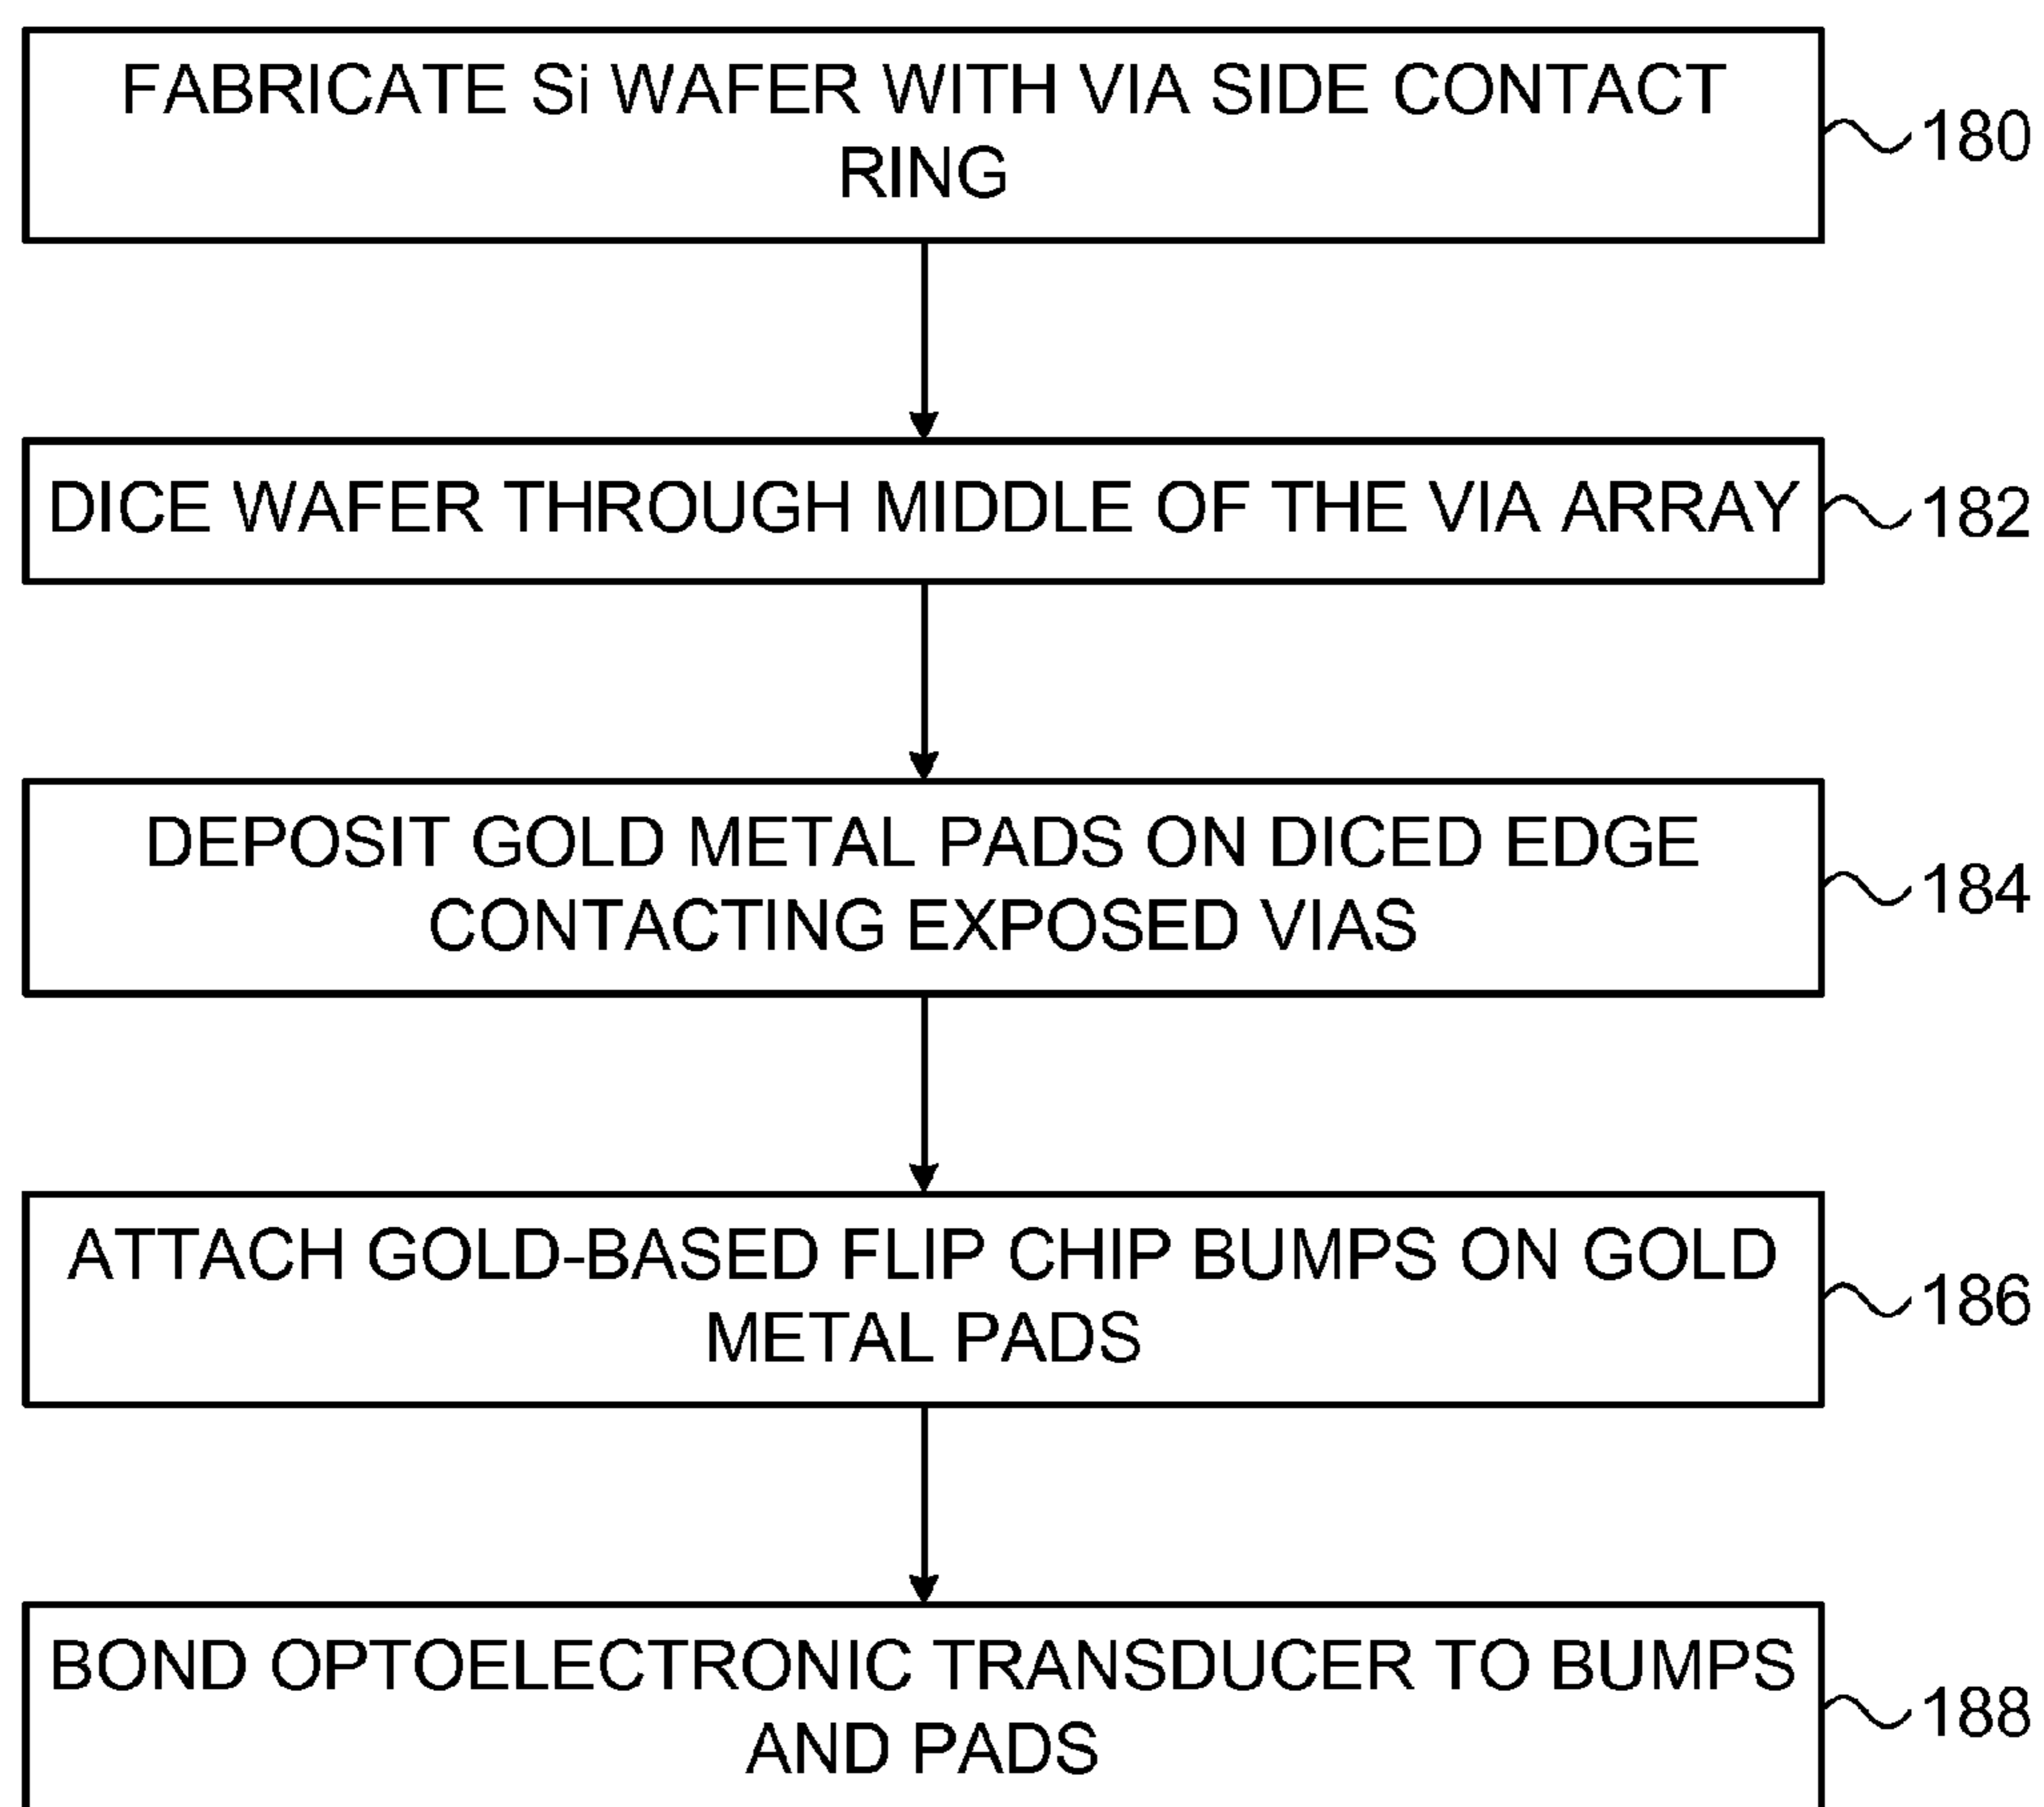 FABRICATE Si WAFER WITH VIA SIDE CONTACT
RING
180
DICE WAFER THROUGH MIDDLE OF THE VIA ARRAY
182
DEPOSIT GOLD METAL PADS ON DICED EDGE
CONTACTING EXPOSED VIAS
184
ATTACH GOLD-BASED FLIP CHIP BUMPS ON GOLD
METAL PADS
186
BOND OPTOELECTRONIC TRANSDUCER TO BUMPS
AND PADS
188